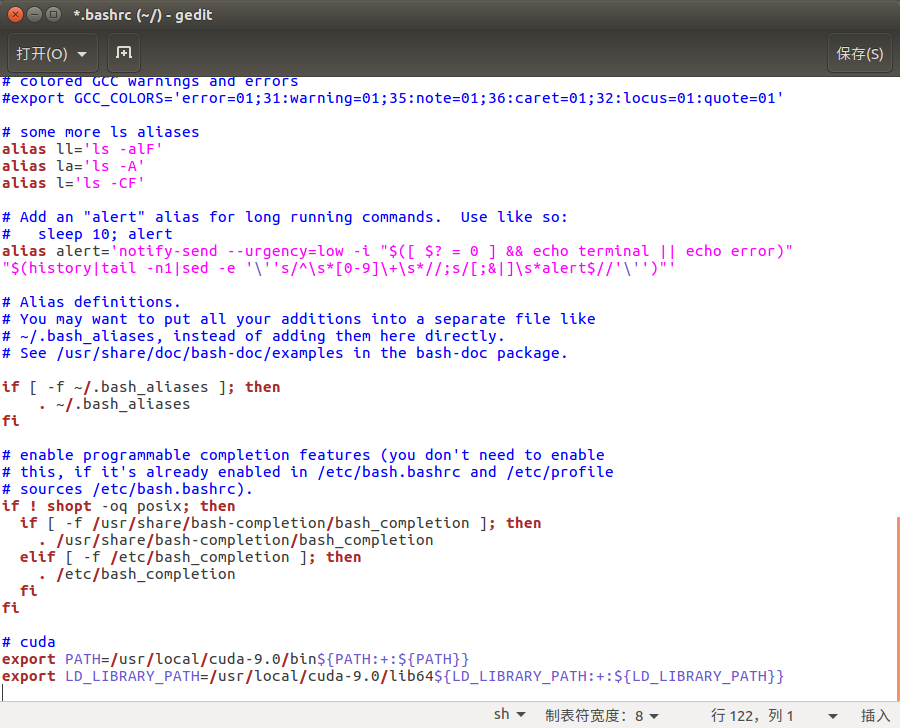 *.bashrc (~/) - gedit
打开(O)
保存(S)
# colored GCC warnings and errors
#export GCC_COLORS='error=01;31:warning=01;35:note=01;36:caret=01;32:locus=01:quote=01'
# some more ls aliases
alias ll='ls -alF'
alias la='ls -A'
alias l='ls -CF'
# Add an "alert" alias for long running commands.  Use like so:
#   sleep 10; alert
alias alert='notify-send --urgency=low -i "$([ $? = 0 ] && echo terminal || echo error)"
"$(history|tail -n1|sed -e '\''s/^\s*[0-9]\+\s*//;s/[;&|]\s*alert$//'\'')"'
# Alias definitions.
# You may want to put all your additions into a separate file like
# ~/.bash_aliases, instead of adding them here directly.
# See /usr/share/doc/bash-doc/examples in the bash-doc package.
if [ -f ~/.bash_aliases ]; then
    . ~/.bash_aliases
fi
# enable programmable completion features (you don't need to enable
# this, if it's already enabled in /etc/bash.bashrc and /etc/profile
# sources /etc/bash.bashrc).
if ! shopt -oq posix; then
  if [ -f /usr/share/bash-completion/bash_completion ]; then
    . /usr/share/bash-completion/bash_completion
  elif [ -f /etc/bash_completion ]; then
    . /etc/bash_completion
  fi
fi
# cuda
export PATH=/usr/local/cuda-9.0/bin${PATH:+:${PATH}}
export LD_LIBRARY_PATH=/usr/local/cuda-9.0/lib64${LD_LIBRARY_PATH:+:${LD_LIBRARY_PATH}}
sh 制表符宽度：8 行 122，列 1 插入